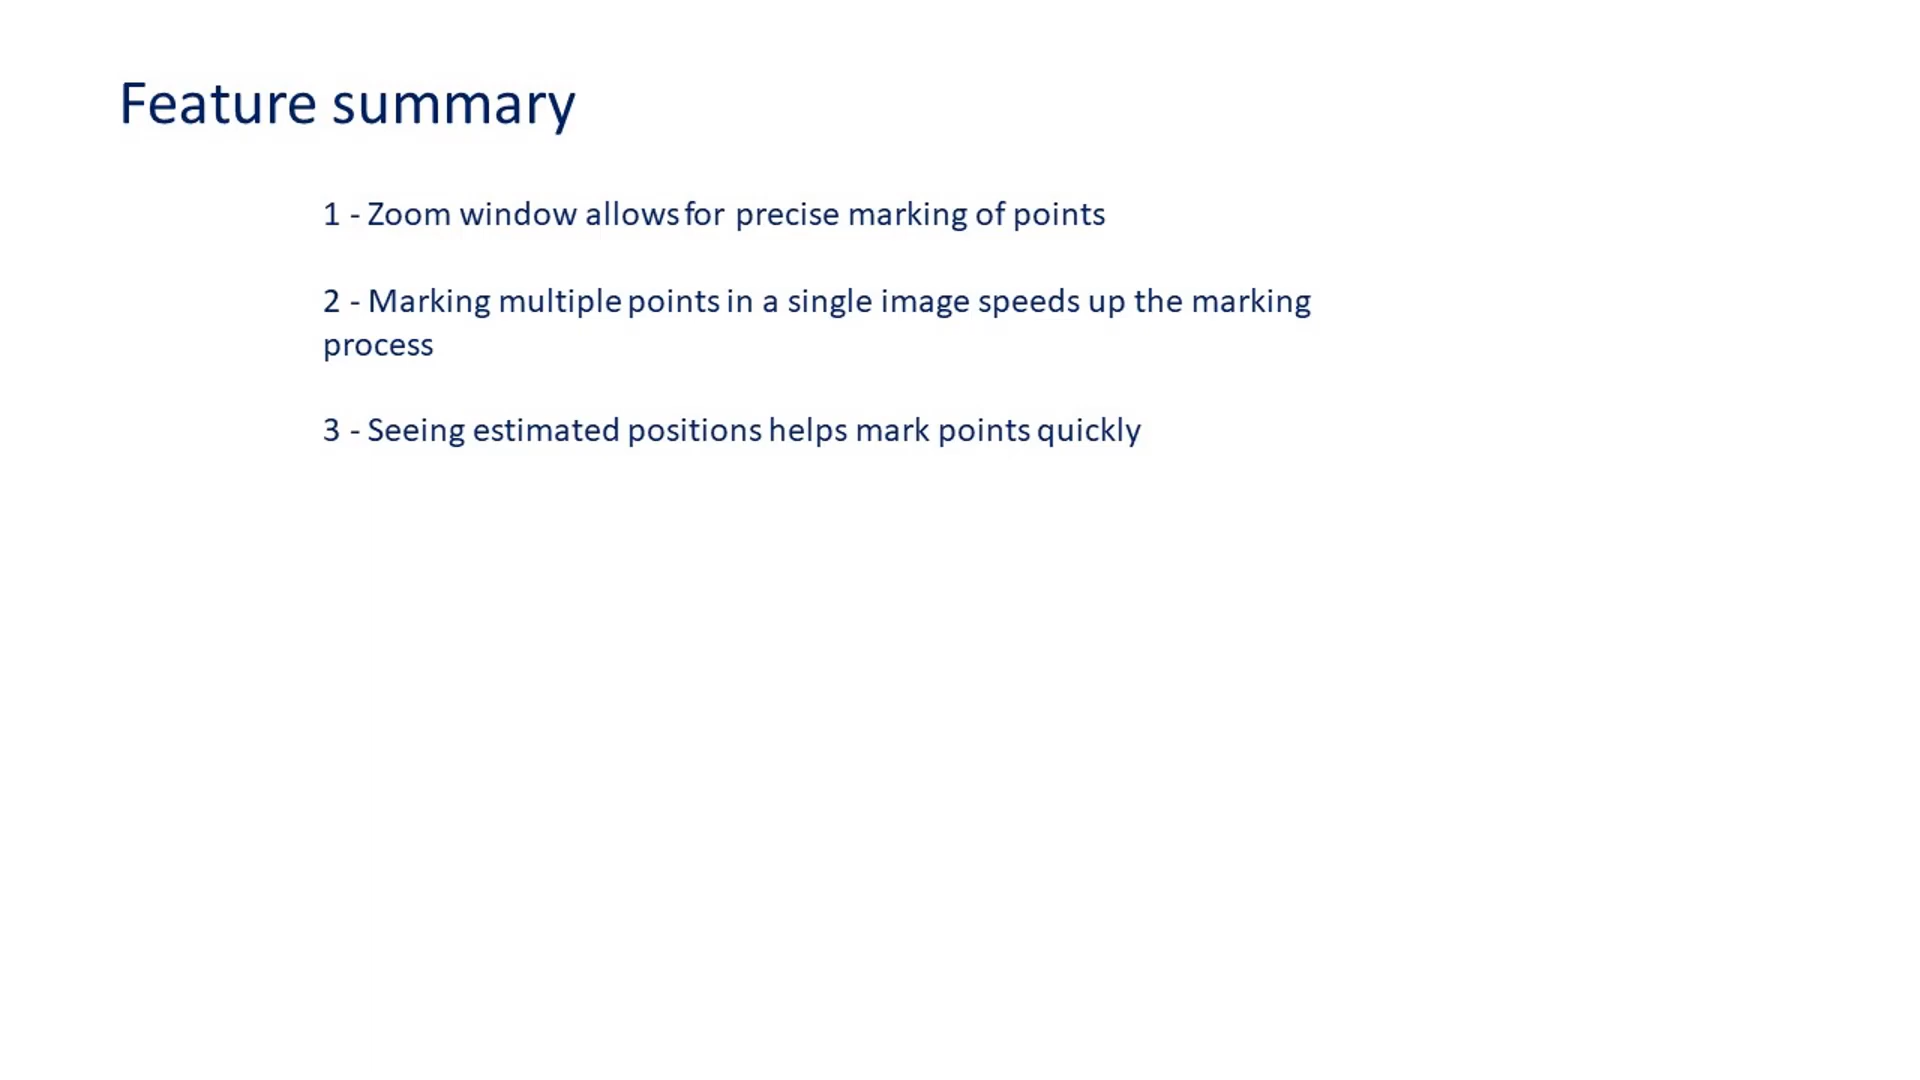 Feature summary
1 - Zoom window allows for precise marking of points
2 - Marking multiple points in a single image speeds up the marking
process
3 - Seeing estimated positions helps mark points quickly